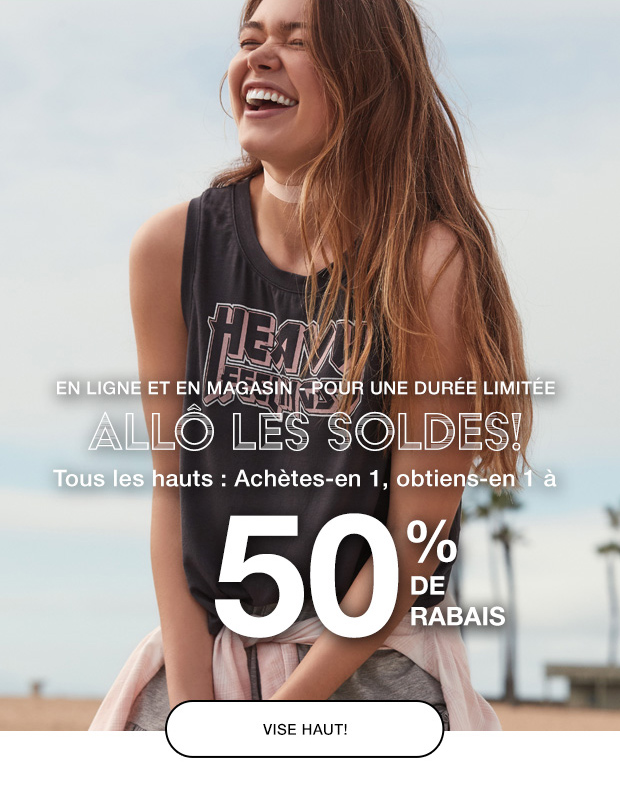 HEAVY
EN LIGNE ET EN MAGASIN - POUR UNE DURÉE LIMITÉE
ALLÔ LES SOLDES!
Tous les hauts : Achètes-en 1, obtiens-en 1 à
50%
DE
RABAIS
VISE HAUT!